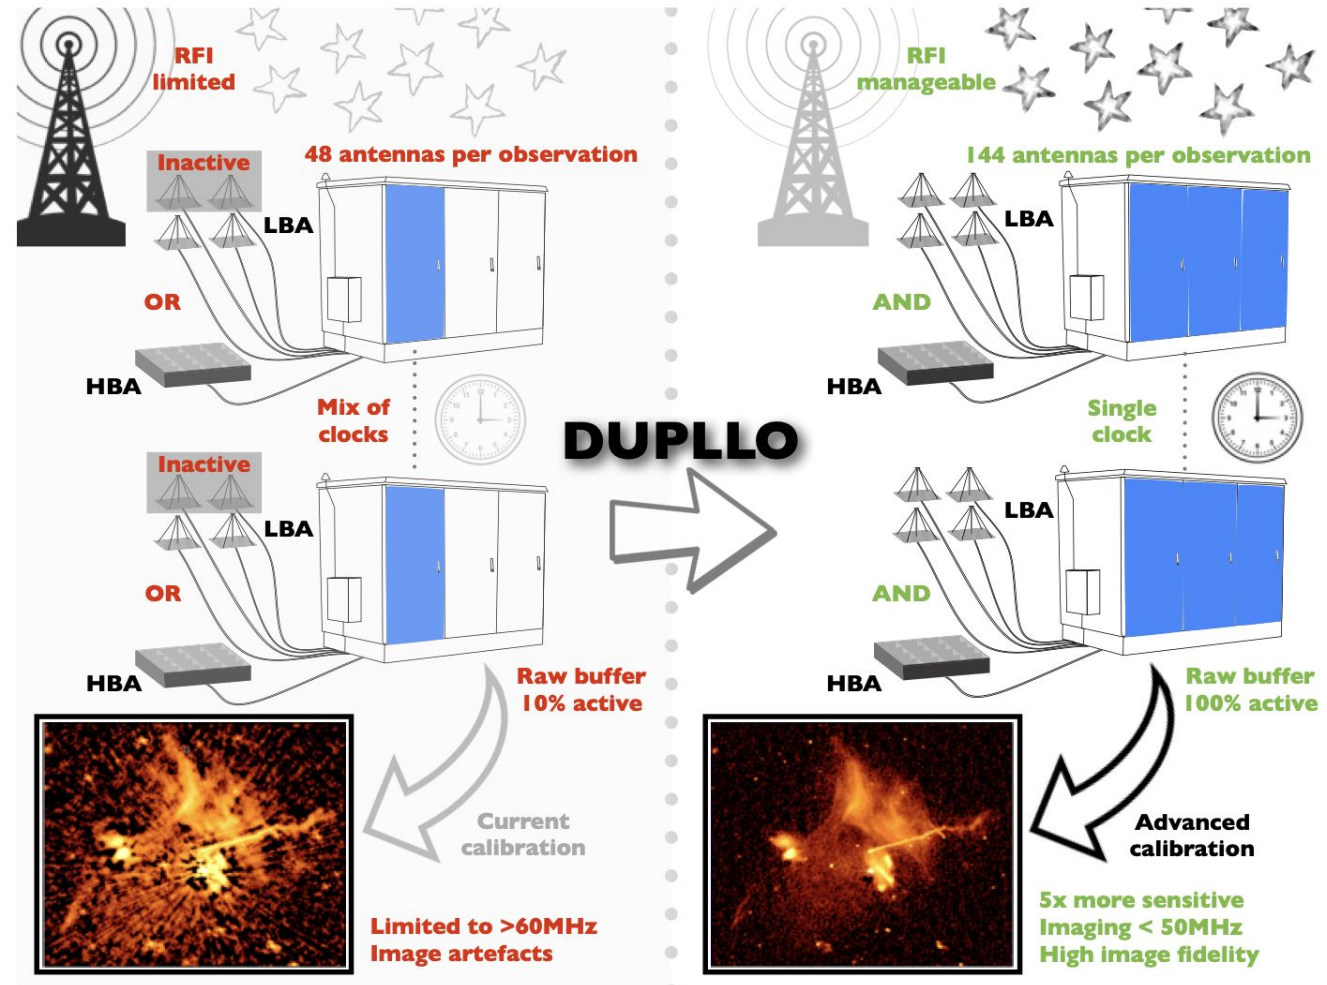 RFI
limited
48 antennas per observation
Inactive
LBA
OR
HBA
Mix of
clocks
Inactive
LBA
OR
HBA
Raw buffer
10% active
Current
calibration
Limited to >60MHz
Image artefacts
DUPLLO
RFI
manageable
144 antennas per observation
LBA
AND
HBA
Single
clock
LBA
AND
HBA
Raw buffer
100% active
Advanced
calibration
5x more sensitive
Imaging < 50MHz
High image fidelity